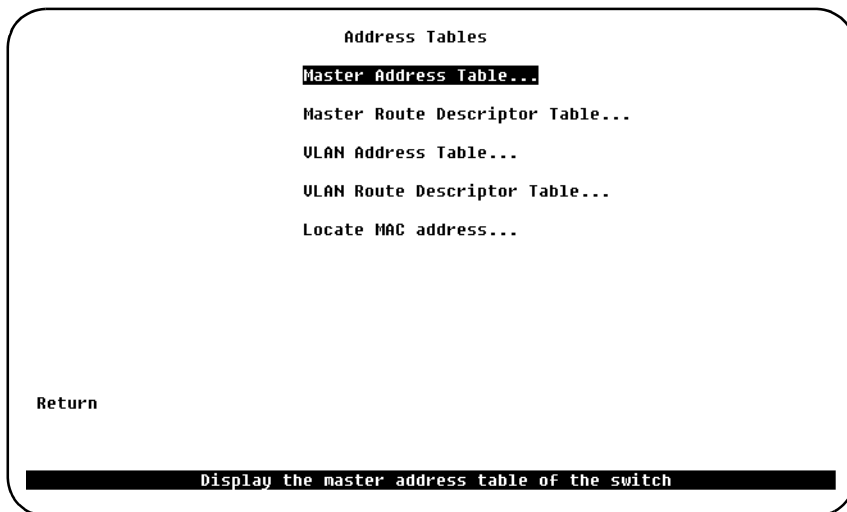 Address Tables
Master Address Table...
Master Route Descriptor Table...
VLAN Address Table...
VLAN Route Descriptor Table...
Locate MAC address...
Return
Display the master address table of the switch